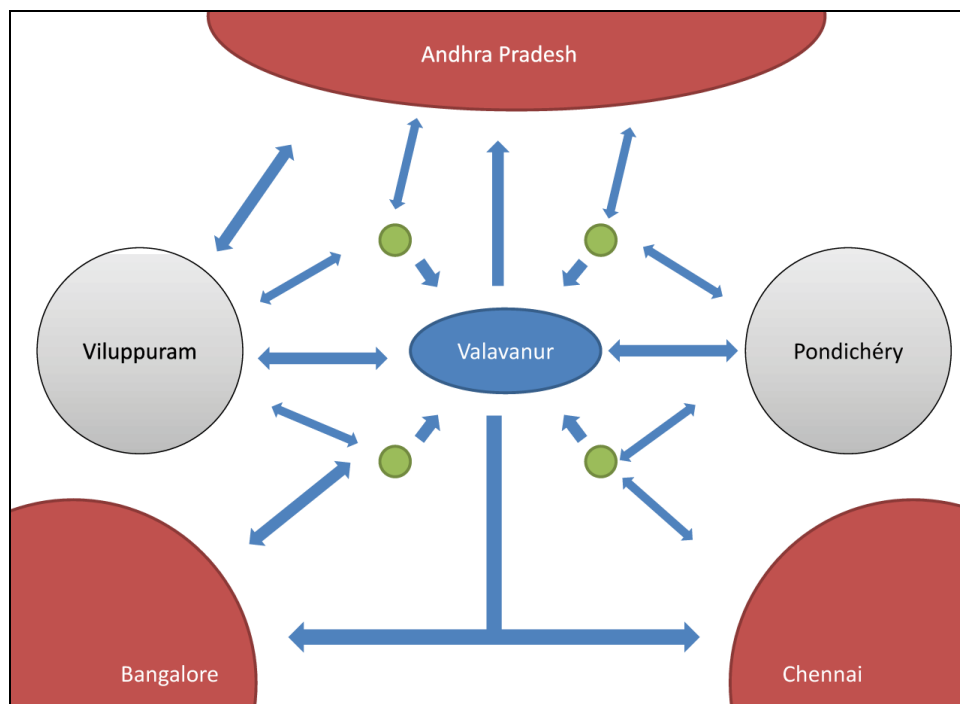 Andhra Pradesh
Viluppuram
Valavanur
Pondichéry
Bangalore
Chennai